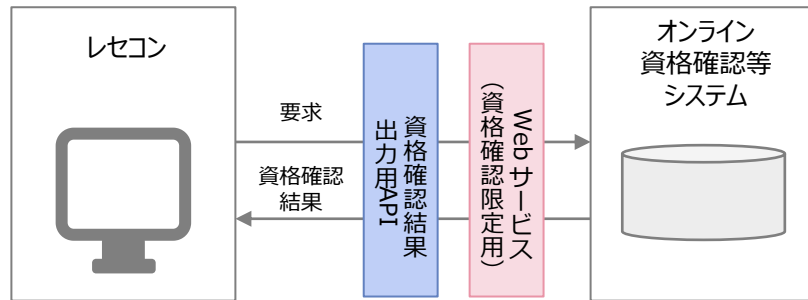 レセコン
要求
資格確認
結果
資格確認結果
出力用API
Webサービス
(資格確認限定用)
オンライン
資格確認等
システム